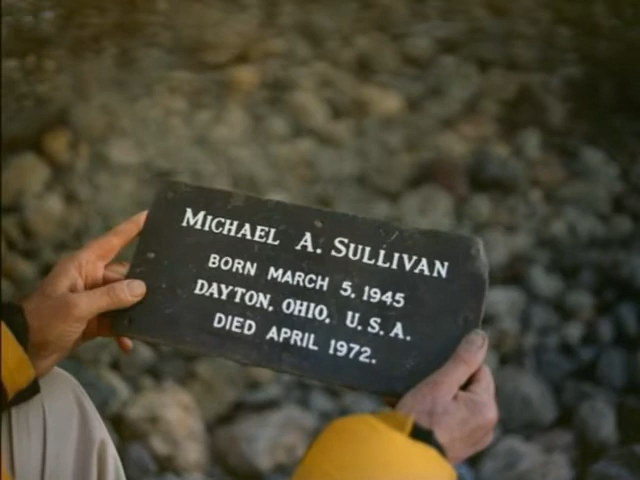 MICHAEL A. SULLIVAN
BORN MARCH 5, 1945
DAYTON, OHIO, U.S.A.
DIED APRIL 1972.